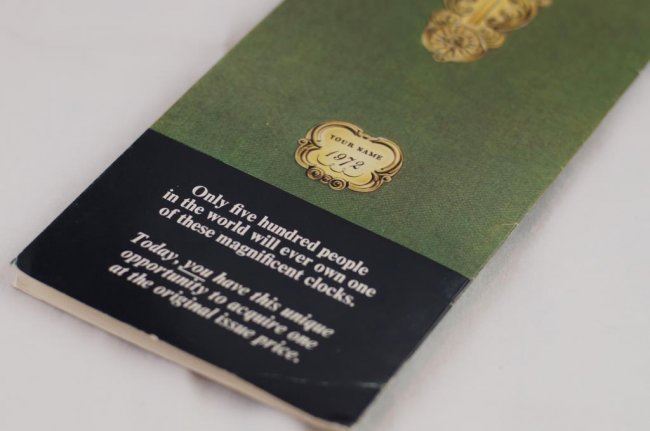 YOUR NAME
1972
Only five hundred people
in the world will ever own one
of these magnificent clocks.
Today, you have this unique
opportunity to acquire one
at the original issue price.